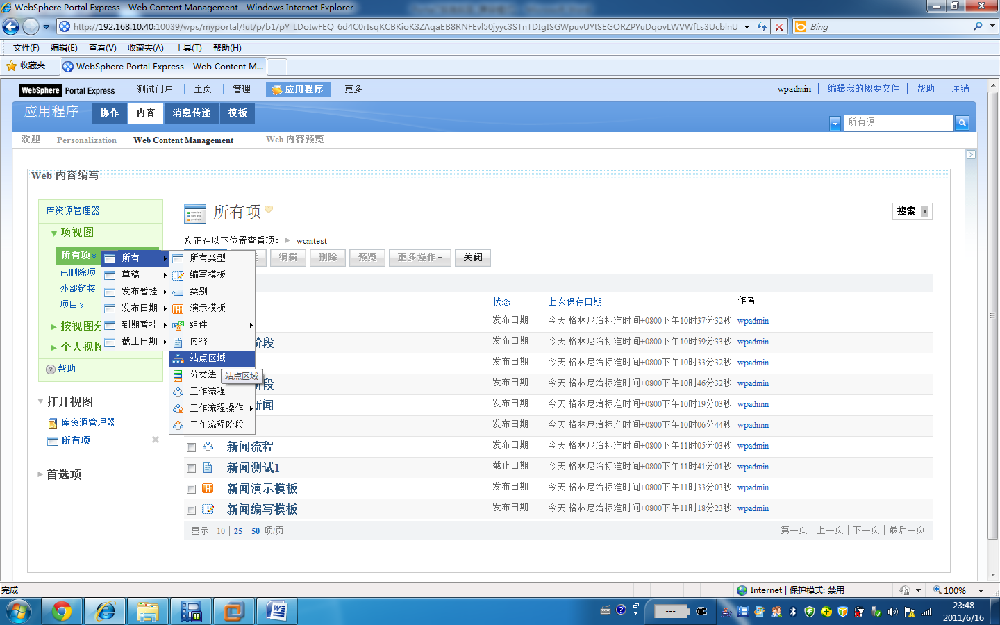 WebSphere Portal Express - Web Content Management - Windows Internet Explorer
http://192.168.10.40:10039/wps/myportal/!ut/p/b1/pY_LDoIwFEQ_6d4C0rIsqKCBKioK3ZAqaEB8RNFEvl50jyyc3STnTDIgISGWpuvUYtSEGORZPYuDqovLWVWfLs3UcblnU
Bing
文件(F) 编辑(E) 查看(V) 收藏夹(A) 工具(T) 帮助(H)
收藏夹 WebSphere Portal Express - Web Content M...
WebSphere Portal Express 测试门户 主页 管理 应用程序 更多... wpadmin 编辑我的概要文件 帮助 注销
应用程序 协作 内容 消息传递 模板 所有源
欢迎 Personalization Web Content Management Web 内容预览
Web 内容编写
库资源管理器
项视图
所有项
已删除项
外部链接
项目
按视图分
个人视图
帮助
打开视图
库资源管理器
所有项
首选项
所有
草稿
发布暂挂
发布日期
到期暂挂
截止日期
所有类型
编写模板
类别
演示模板
组件
内容
站点区域
分类法 站点区域
工作流程
工作流程操作
工作流程阶段
所有项 搜索
您正在以下位置查看项: wcmtest
编辑 删除 预览 更多操作 关闭
状态 上次保存日期 作者
发布日期 今天 格林尼治标准时间+0800下午10时37分32秒 wpadmin
阶段 发布日期 今天 格林尼治标准时间+0800下午10时59分33秒 wpadmin
发布日期 今天 格林尼治标准时间+0800下午10时33分32秒 wpadmin
阶段 发布日期 今天 格林尼治标准时间+0800下午10时46分32秒 wpadmin
新闻 发布日期 今天 格林尼治标准时间+0800下午10时19分03秒 wpadmin
发布日期 今天 格林尼治标准时间+0800下午10时06分44秒 wpadmin
新闻流程 发布日期 今天 格林尼治标准时间+0800下午11时05分03秒 wpadmin
新闻测试1 截止日期 今天 格林尼治标准时间+0800下午11时41分01秒 wpadmin
新闻演示模板 发布日期 今天 格林尼治标准时间+0800下午11时33分03秒 wpadmin
新闻编写模板 发布日期 今天 格林尼治标准时间+0800下午11时18分23秒 wpadmin
显示 10 | 25 | 50 项/页 第一页 | 上一页 | 下一页 | 最后一页
完成 Internet | 保护模式: 禁用 100%
23:48
2011/6/16